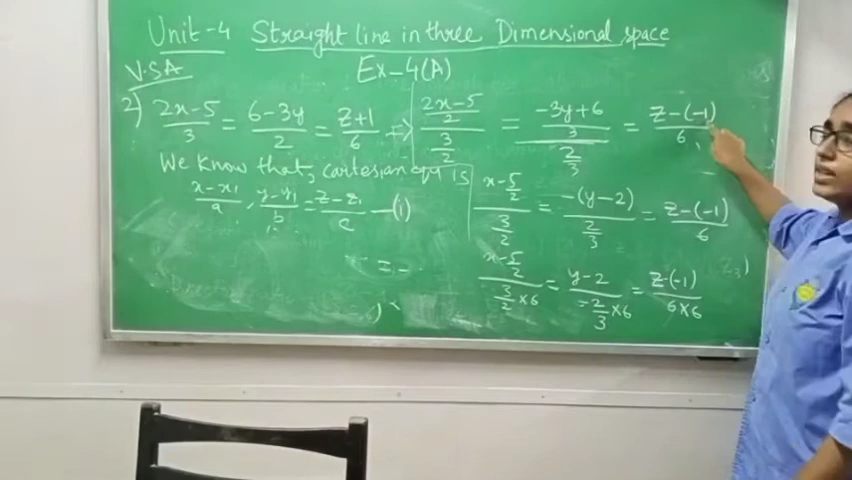 Unit-4 Straight line in three Dimensional space
V.SA
Ex-4(A)
2) (2x-5)/3 = (6-3y)/2 = (z+1)/6 => ((2x-5)/2)/(3/2) = ((-3y+6)/3)/(2/3) = (z-(-1))/6
We know that, cartesian equ is
(x-x1)/a, (y-y1)/b = (z-z1)/c —(i)
(x-5/2)/(3/2) = (-(y-2))/(2/3) = (z-(-1))/6
(x-5/2)/(3/2 ×6) = (y-2)/(-2/3 ×6) = (z-(-1))/(6×6)